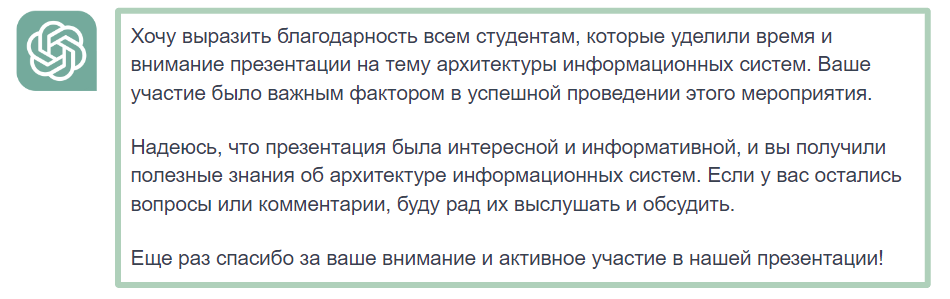 Хочу выразить благодарность всем студентам, которые уделили время и
внимание презентации на тему архитектуры информационных систем. Ваше
участие было важным фактором в успешной проведении этого мероприятия.
Надеюсь, что презентация была интересной и информативной, и вы получили
полезные знания об архитектуре информационных систем. Если у вас остались
вопросы или комментарии, буду рад их выслушать и обсудить.
Еще раз спасибо за ваше внимание и активное участие в нашей презентации!